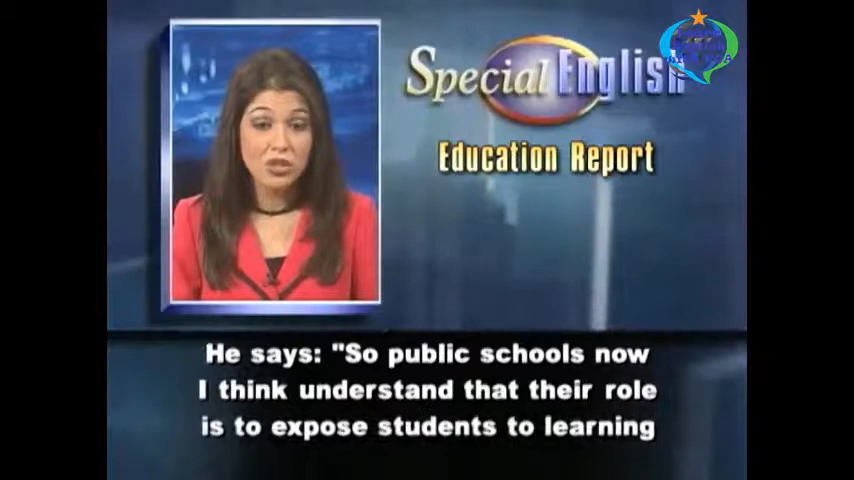 Special English
Education Report
He says: "So public schools now
I think understand that their role
is to expose students to learning